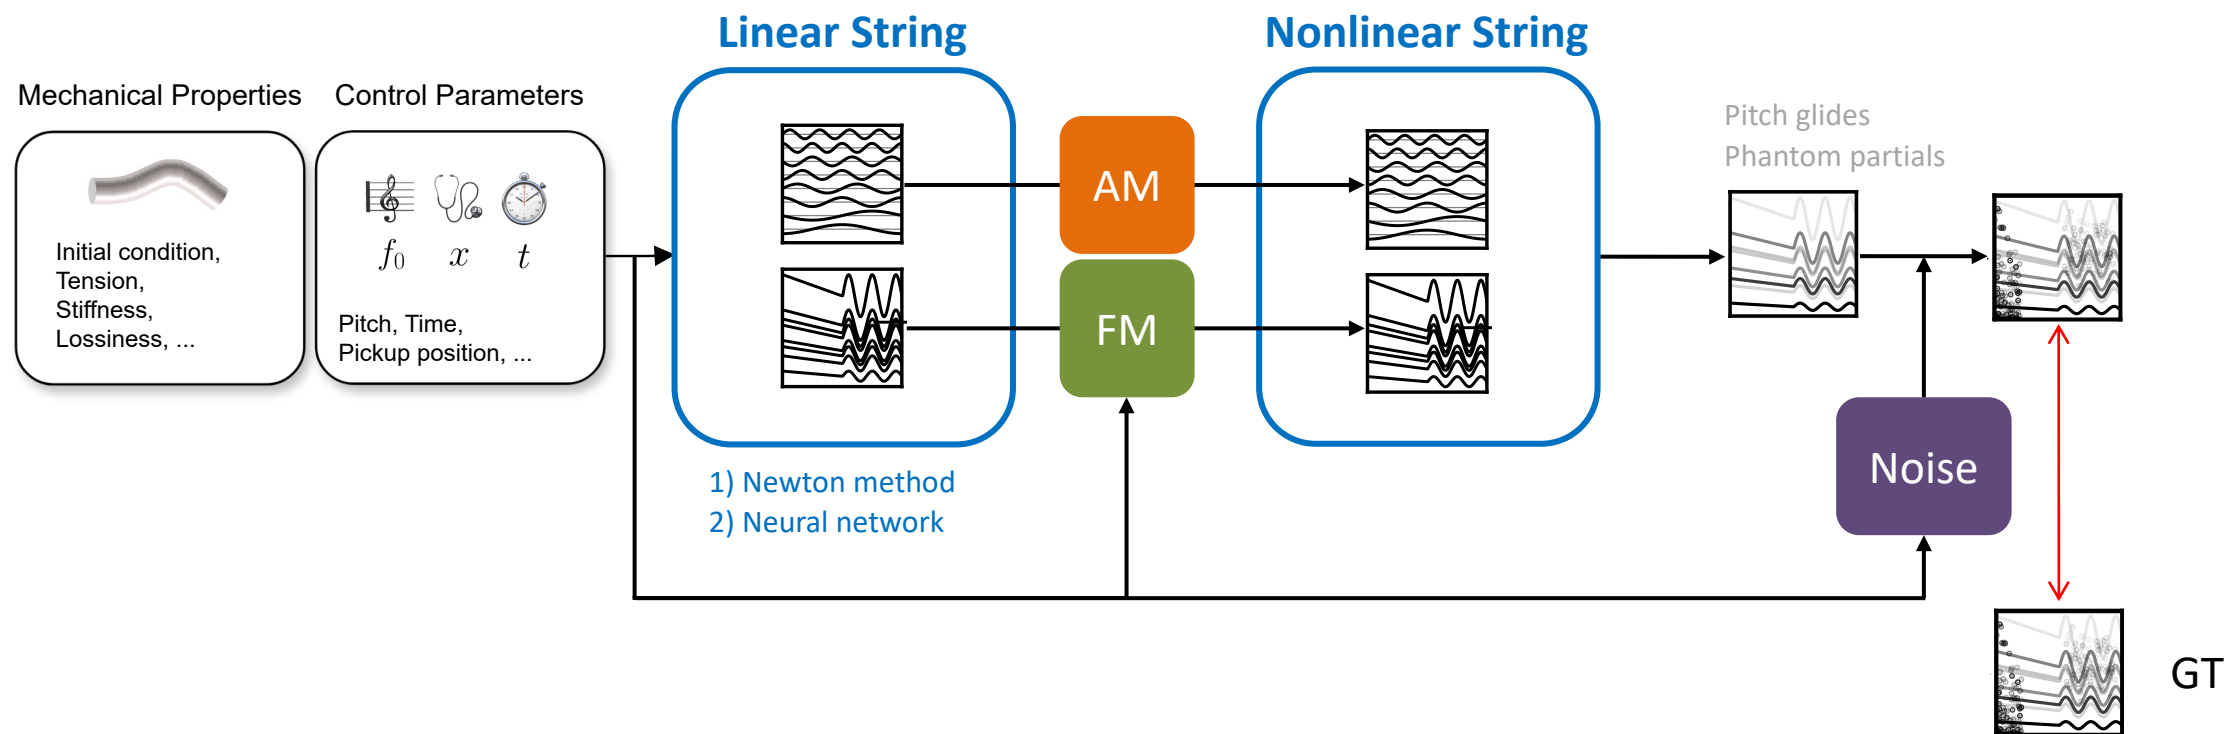 Linear String
Nonlinear String
Mechanical Properties
Control Parameters
Initial condition,
Tension,
Stiffness,
Lossiness, ...
f0 x t
Pitch, Time,
Pickup position, ...
AM
FM
1) Newton method
2) Neural network
Pitch glides
Phantom partials
Noise
GT